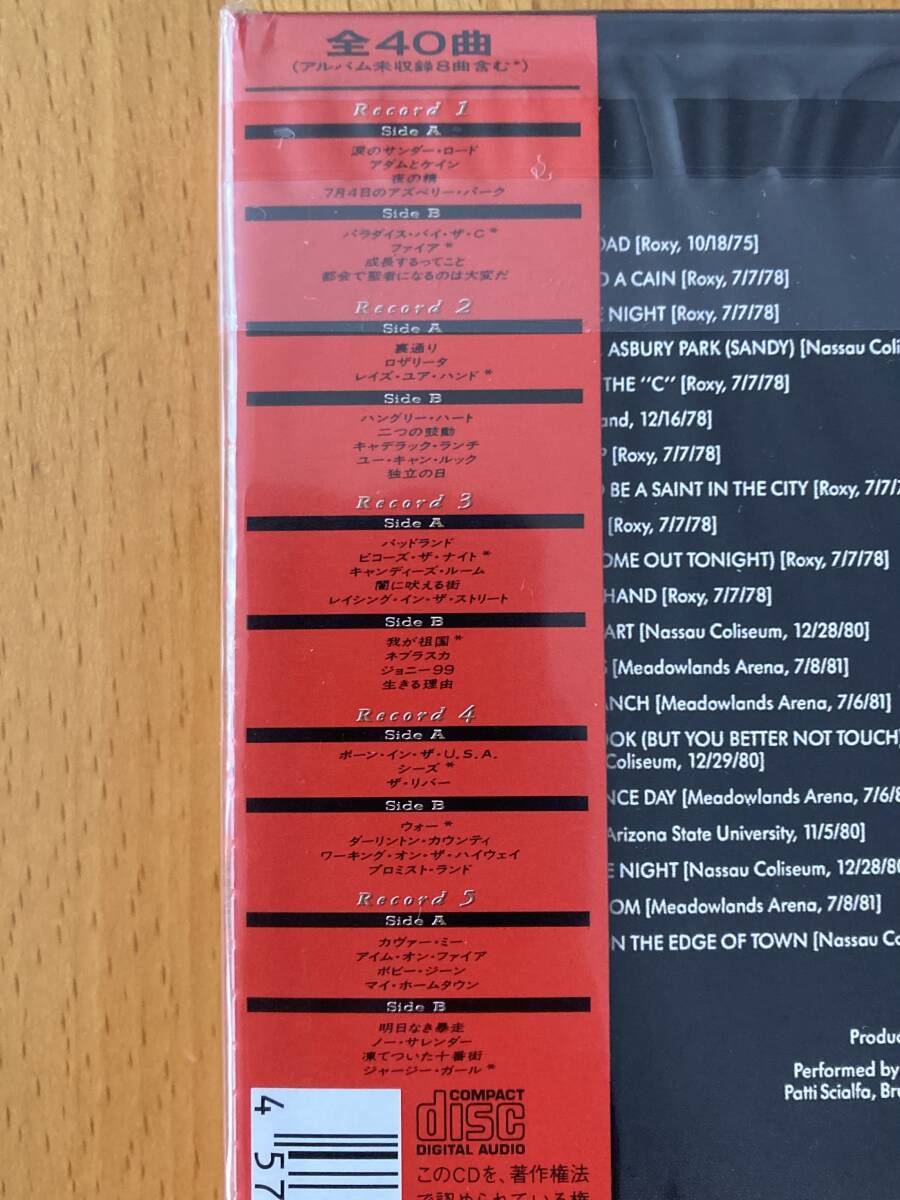 全40曲
(アルバム未収録8曲含む*)
Record 1
Side A
涙のサンダー・ロード
アダムとケイン
夜の精
7月4日のアズベリー・パーク
Side B
パラダイス・バイ・ザ・C*
ファイア*
成長するってこと
都会で聖者になるのは大変だ
Record 2
Side A
裏通り
ロザリータ
レイズ・ユア・ハンド*
Side B
ハングリー・ハート
二つの鼓動
キャデラック・ランチ
ユー・キャン・ルック
独立の日
Record 3
Side A
バッドランド
ビコーズ・ザ・ナイト*
キャンディーズ・ルーム
闇に吠える街
レイシング・イン・ザ・ストリート
Side B
我が祖国*
ネブラスカ
ジョニー99
生きる理由
Record 4
Side A
ボーン・イン・ザ・U.S.A.
シーズ*
ザ・リバー
Side B
ウォー*
ダーリントン・カウンティ
ワーキング・オン・ザ・ハイウェイ
プロミスト・ランド
Record 5
Side A
カヴァー・ミー
アイム・オン・ファイア
ボビー・ジーン
マイ・ホームタウン
Side B
明日なき暴走
ノー・サレンダー
凍てついた十番街
ジャージー・ガール*
4 57
COMPACT
disc
DIGITAL AUDIO
このCDを、著作権法
で認められている権
OAD [Roxy, 10/18/75]
D A CAIN [Roxy, 7/7/78]
E NIGHT [Roxy, 7/7/78]
, ASBURY PARK (SANDY) [Nassau Coli
THE "C" [Roxy, 7/7/78]
and, 12/16/78]
P [Roxy, 7/7/78]
O BE A SAINT IN THE CITY [Roxy, 7/7/7
[Roxy, 7/7/78]
OME OUT TONIGHT) [Roxy, 7/7/78]
HAND [Roxy, 7/7/78]
ART [Nassau Coliseum, 12/28/80]
S [Meadowlands Arena, 7/8/81]
ANCH [Meadowlands Arena, 7/6/81]
OOK (BUT YOU BETTER NOT TOUCH)
Coliseum, 12/29/80]
NCE DAY [Meadowlands Arena, 7/6/8
Arizona State University, 11/5/80]
E NIGHT [Nassau Coliseum, 12/28/80
OM [Meadowlands Arena, 7/8/81]
N THE EDGE OF TOWN [Nassau Co
Produc
Performed by
Patti Scialfa, Bru